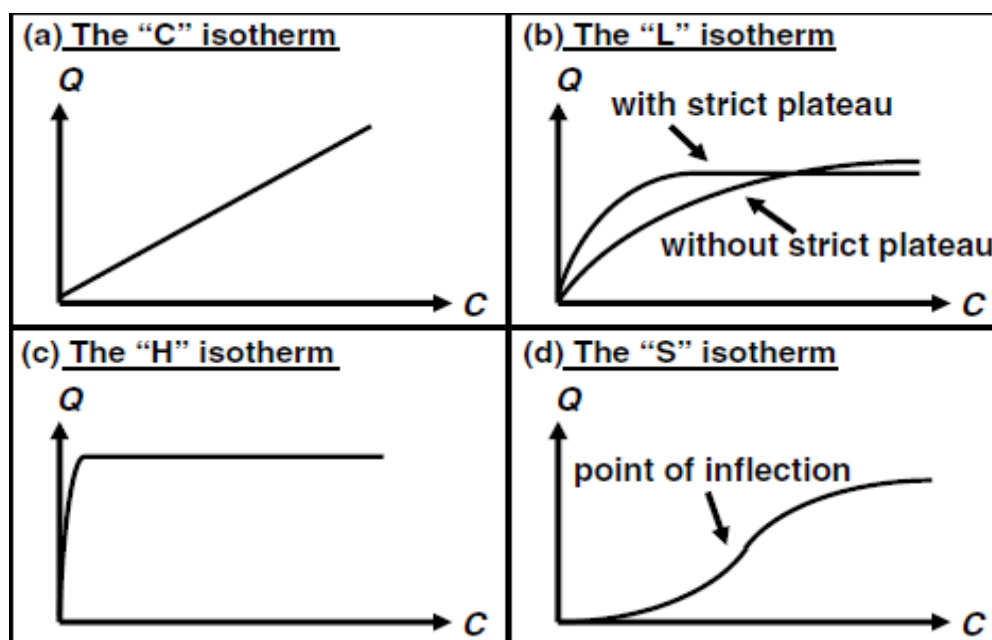 (a) The “C” isotherm
Q
C
(b) The “L” isotherm
Q
with strict plateau
without strict plateau
C
(c) The “H” isotherm
Q
C
(d) The “S” isotherm
Q
point of inflection
C